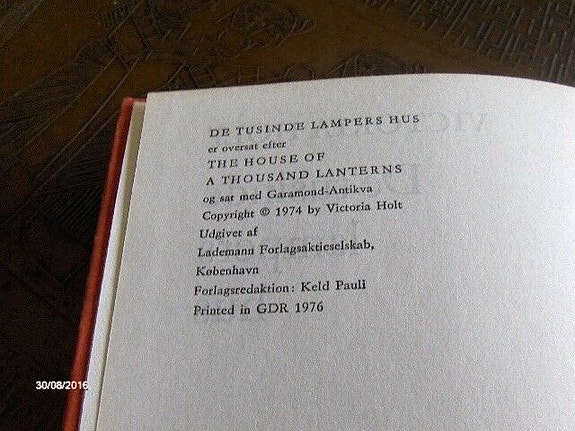 DE TUSINDE LAMPERS HUS
er oversat efter
THE HOUSE OF
A THOUSAND LANTERNS
og sat med Garamond-Antikva
Copyright © 1974 by Victoria Holt
Udgivet af
Lademann Forlagsaktieselskab,
København
Forlagsredaktion: Keld Pauli
Printed in GDR 1976
30/08/2016